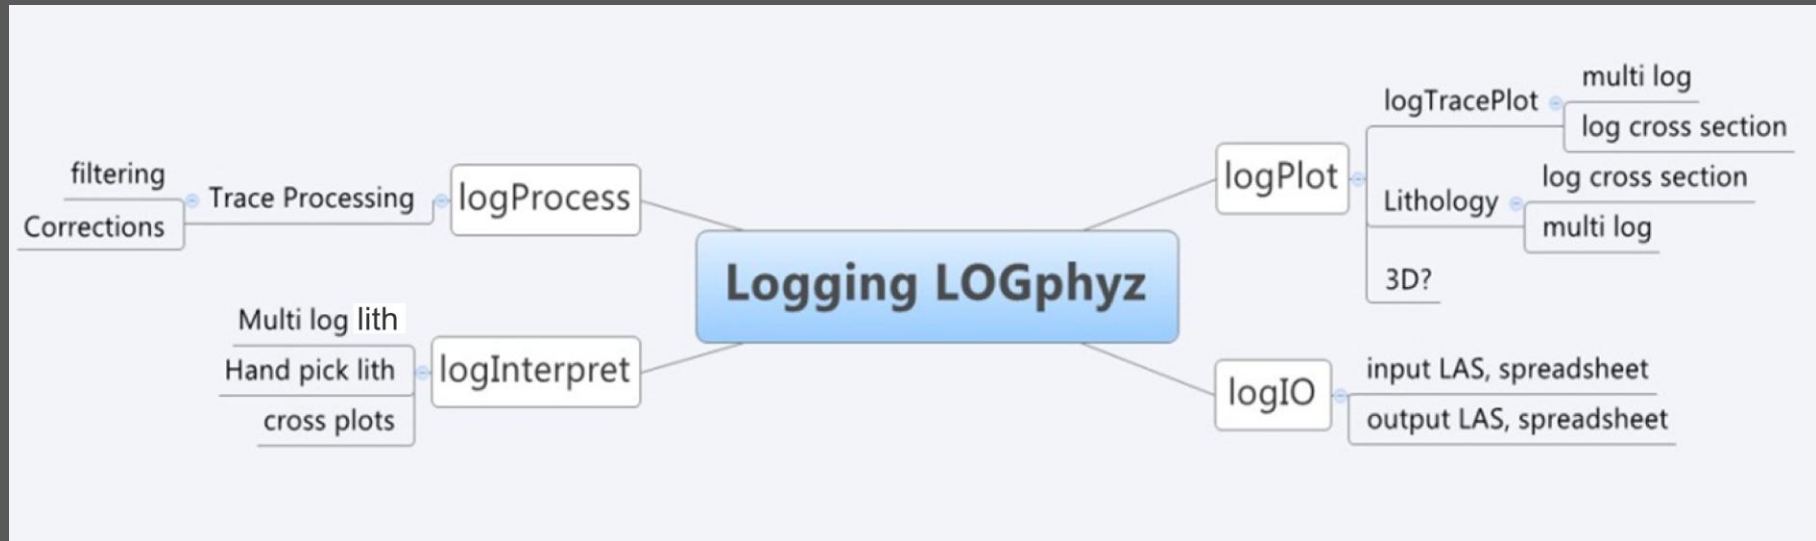 Logging LOGphyz
logProcess
Trace Processing
filtering
Corrections
logInterpret
Multi log lith
Hand pick lith
cross plots
logPlot
logTracePlot
multi log
log cross section
Lithology
log cross section
multi log
3D?
logIO
input LAS, spreadsheet
output LAS, spreadsheet